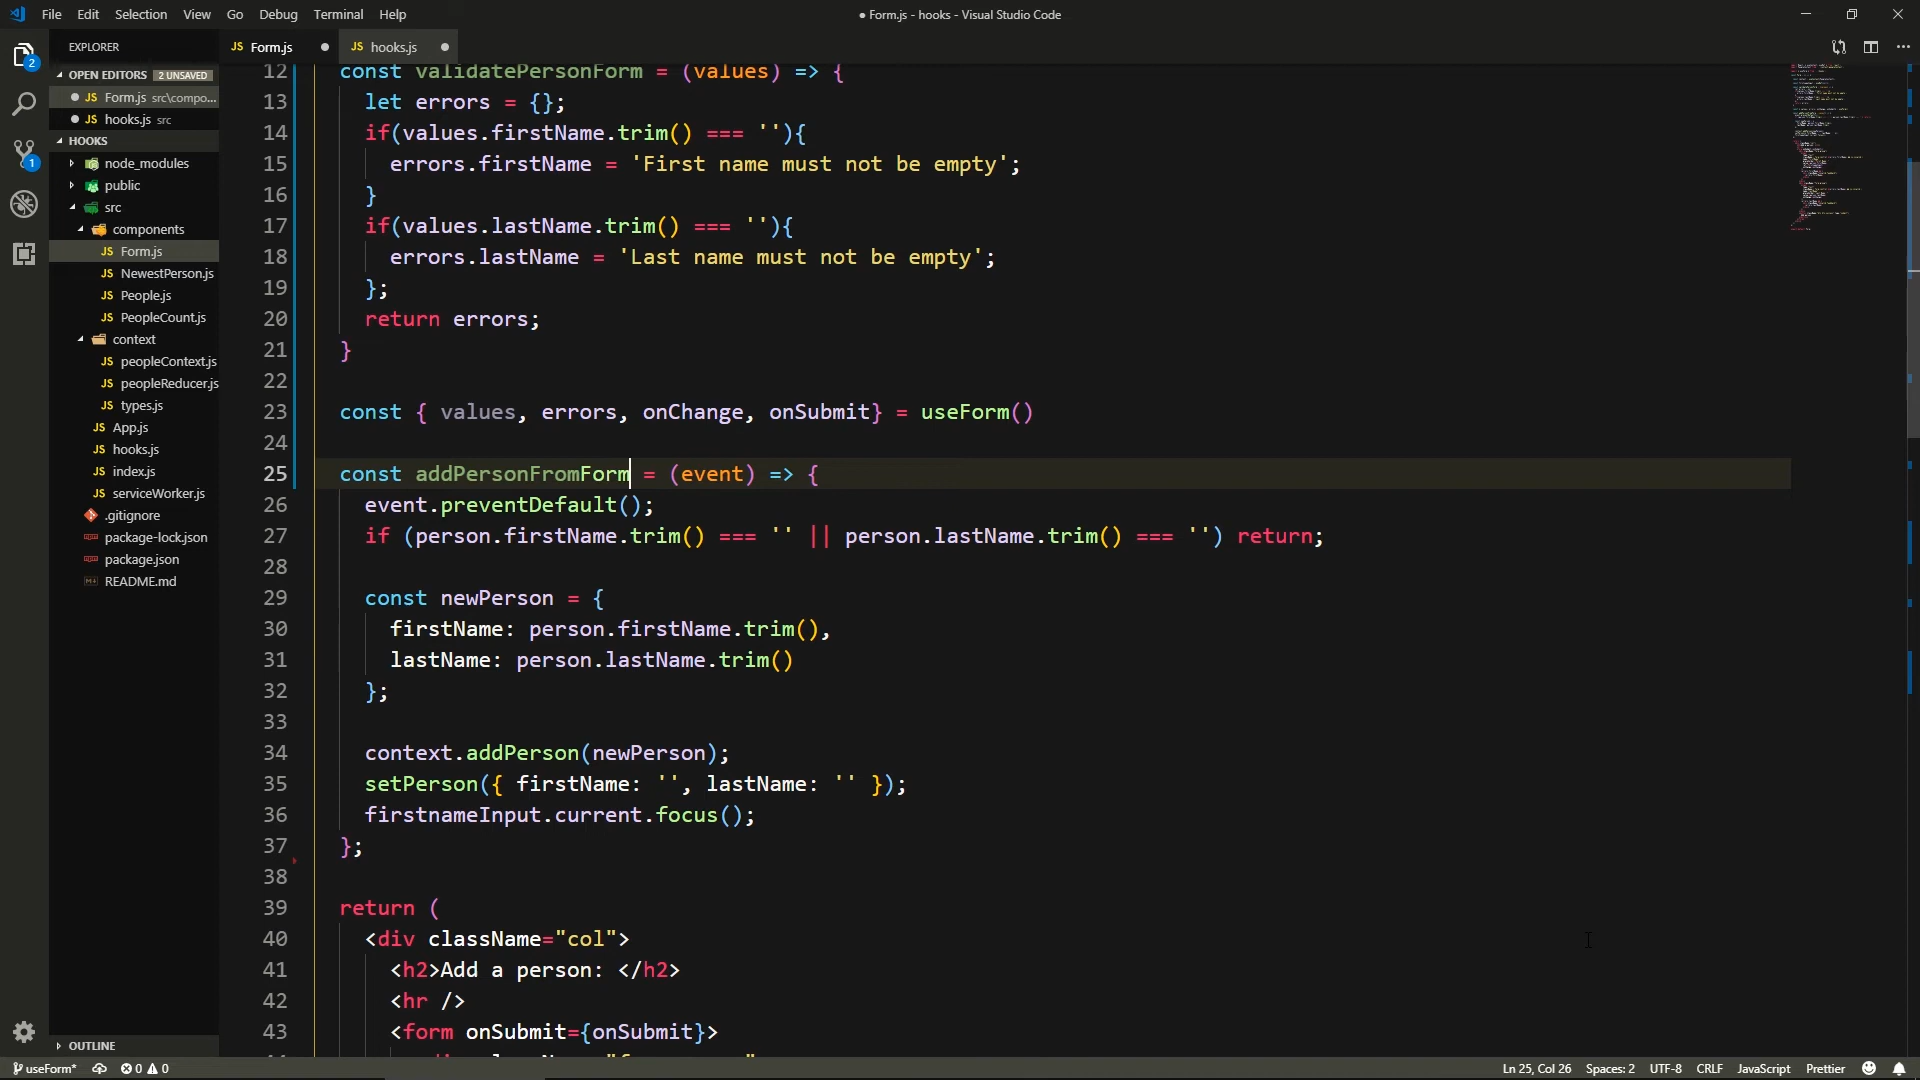 File Edit Selection View Go Debug Terminal Help
● Form.js - hooks - Visual Studio Code
EXPLORER
OPEN EDITORS 2 UNSAVED
JS Form.js src\compo...
JS hooks.js src
HOOKS
node_modules
public
src
components
JS Form.js
JS NewestPerson.js
JS People.js
JS PeopleCount.js
context
JS peopleContext.js
JS peopleReducer.js
JS types.js
JS App.js
JS hooks.js
JS index.js
JS serviceWorker.js
.gitignore
package-lock.json
package.json
README.md
OUTLINE
2
1
JS Form.js ● JS hooks.js ●
12 const validatePersonForm = (values) => {
13 let errors = {};
14 if(values.firstName.trim() === ''){
15 errors.firstName = 'First name must not be empty';
16 }
17 if(values.lastName.trim() === ''){
18 errors.lastName = 'Last name must not be empty';
19 };
20 return errors;
21 }
22
23 const { values, errors, onChange, onSubmit} = useForm()
24
25 const addPersonFromForm = (event) => {
26 event.preventDefault();
27 if (person.firstName.trim() === '' || person.lastName.trim() === '') return;
28
29 const newPerson = {
30 firstName: person.firstName.trim(),
31 lastName: person.lastName.trim()
32 };
33
34 context.addPerson(newPerson);
35 setPerson({ firstName: '', lastName: '' });
36 firstnameInput.current.focus();
37 };
38
39 return (
40 <div className="col">
41 <h2>Add a person: </h2>
42 <hr />
43 <form onSubmit={onSubmit}>
useForm* 0 0 Ln 25, Col 26 Spaces: 2 UTF-8 CRLF JavaScript Prettier